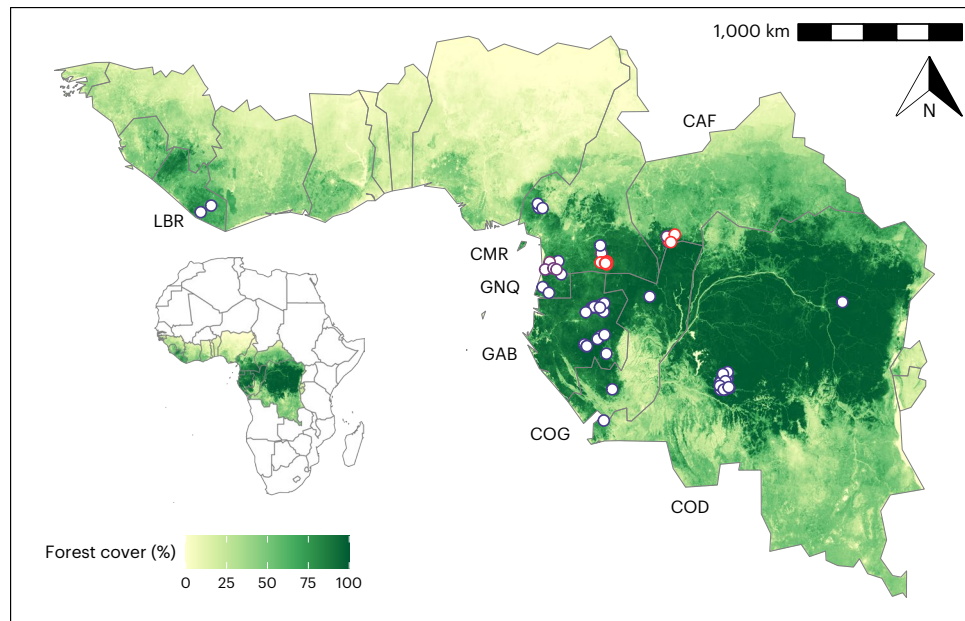 1,000 km
N
CAF
LBR
CMR
GNQ
GAB
COG
COD
Forest cover (%)
0 25 50 75 100